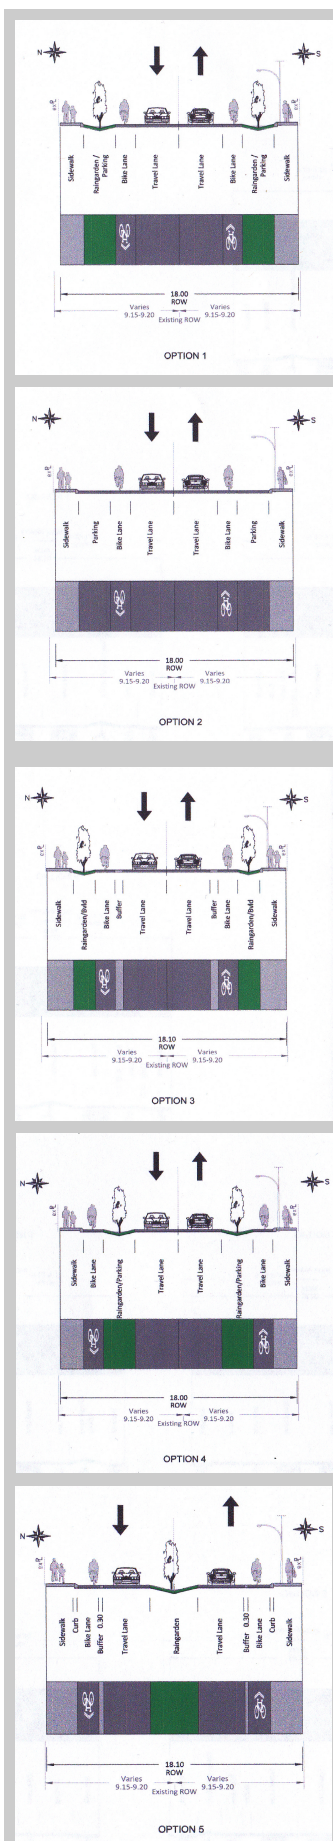 N
S
Sidewalk
Raingarden /
Parking
Bike Lane
Travel Lane
Travel Lane
Bike Lane
Raingarden/
Parking
Sidewalk
18.00
ROW
Varies
9.15-9.20
Varies
9.15-9.20
Existing ROW
OPTION 1
N
S
Sidewalk
Parking
Bike Lane
Travel Lane
Travel Lane
Bike Lane
Parking
Sidewalk
18.00
ROW
Varies
9.15-9.20
Varies
9.15-9.20
Existing ROW
OPTION 2
N
S
Sidewalk
Raingarden/Bvld
Bike Lane
Buffer
Travel Lane
Travel Lane
Buffer
Bike Lane
Raingarden/Bvld
Sidewalk
18.10
ROW
Varies
9.15-9.20
Varies
9.15-9.20
Existing ROW
OPTION 3
N
S
Sidewalk
Bike Lane
Raingarden/Parking
Travel Lane
Travel Lane
Raingarden/Parking
Bike Lane
Sidewalk
18.00
ROW
Varies
9.15-9.20
Varies
9.15-9.20
Existing ROW
OPTION 4
N
S
Sidewalk
Curb
Bike Lane
Buffer 0.30
Travel Lane
Raingarden
Travel Lane
Buffer 0.30
Bike Lane
Curb
Sidewalk
18.10
ROW
Varies
9.15-9.20
Varies
9.15-9.20
Existing ROW
OPTION 5